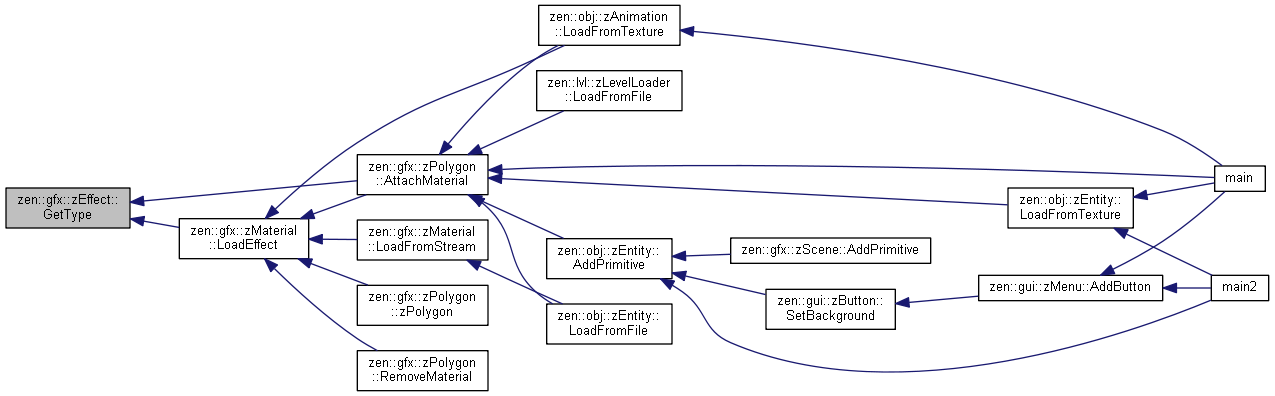 zen::gfx::zEffect::
GetType
zen::gfx::zMaterial
::LoadEffect
zen::gfx::zPolygon
::AttachMaterial
zen::gfx::zMaterial
::LoadFromStream
zen::gfx::zPolygon
::zPolygon
zen::gfx::zPolygon
::RemoveMaterial
zen::obj::zAnimation
::LoadFromTexture
zen::lvl::zLevelLoader
::LoadFromFile
zen::obj::zEntity::
AddPrimitive
zen::obj::zEntity::
LoadFromFile
zen::gfx::zScene::AddPrimitive
zen::gui::zButton::
SetBackground
zen::gui::zMenu::AddButton
zen::obj::zEntity::
LoadFromTexture
main
main2